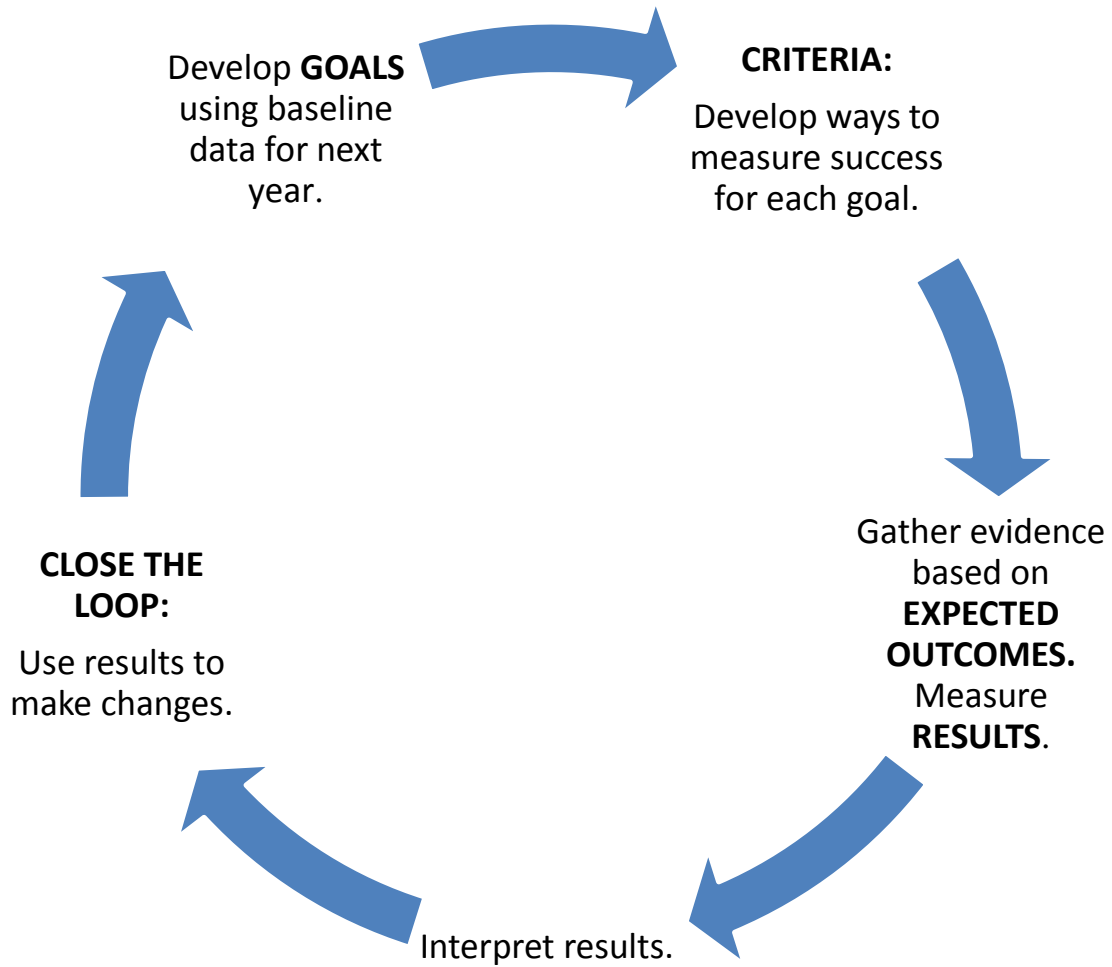 Develop GOALS
using baseline
data for next
year.
CRITERIA:
Develop ways to
measure success
for each goal.
Gather evidence
based on
EXPECTED
OUTCOMES.
Measure
RESULTS.
Interpret results.
CLOSE THE
LOOP:
Use results to
make changes.